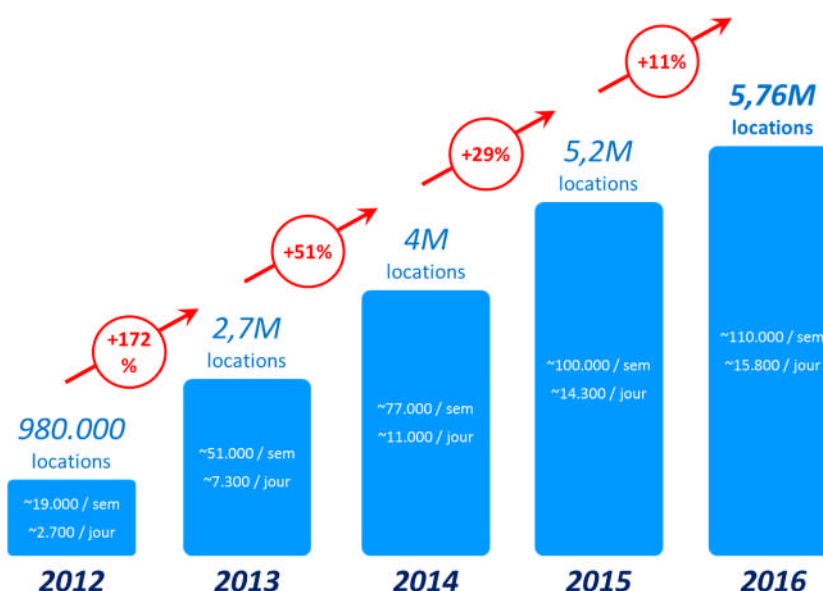 +11%
5,76M
locations
+29%
5,2M
locations
+51%
4M
locations
+172
%
2,7M
locations
980.000
locations
~19.000 / sem
~2.700 / jour
~51.000 / sem
~7.300 / jour
~77.000 / sem
~11.000 / jour
~100.000 / sem
~14.300 / jour
~110.000 / sem
~15.800 / jour
2012
2013
2014
2015
2016